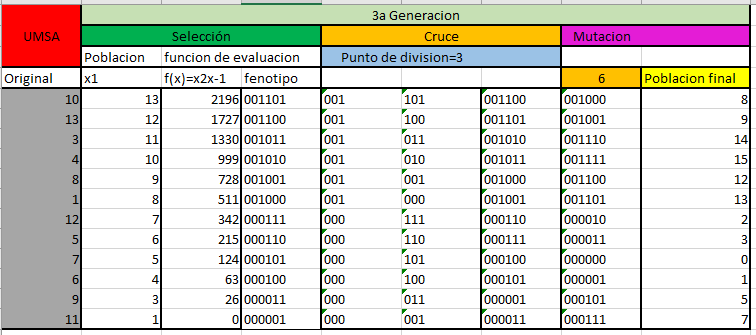 3a Generacion
UMSA Selección Cruce Mutacion
Poblacion funcion de evaluacion Punto de division=3
Original x1 f(x)=x2x-1 fenotipo 6 Poblacion final
10 13 2196 001101 001 101 001100 001000 8
13 12 1727 001100 001 100 001101 001001 9
3 11 1330 001011 001 011 001010 001110 14
4 10 999 001010 001 010 001011 001111 15
8 9 728 001001 001 001 001000 001100 12
1 8 511 001000 001 000 001001 001101 13
12 7 342 000111 000 111 000110 000010 2
5 6 215 000110 000 110 000111 000011 3
7 5 124 000101 000 101 000100 000000 0
6 4 63 000100 000 100 000101 000001 1
9 3 26 000011 000 011 000001 000101 5
11 1 0 000001 000 001 000011 000111 7